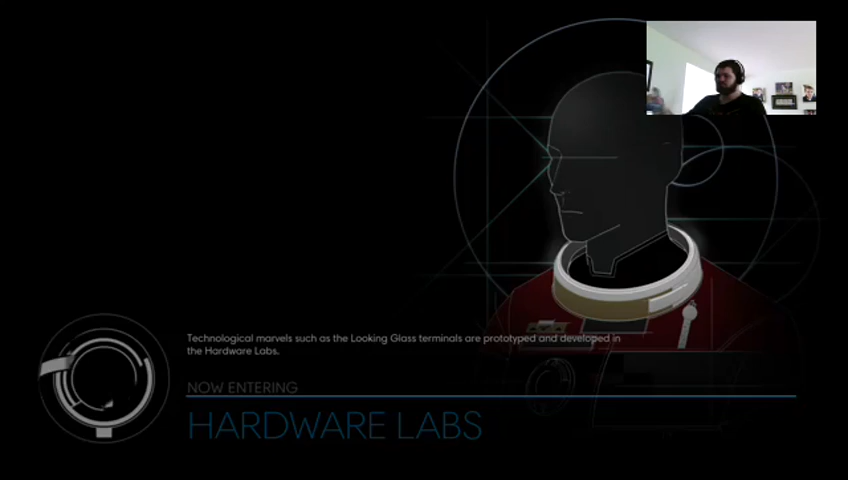 Technological marvels such as the Looking Glass terminals are prototyped and developed in
the Hardware Labs.
NOW ENTERING
HARDWARE LABS